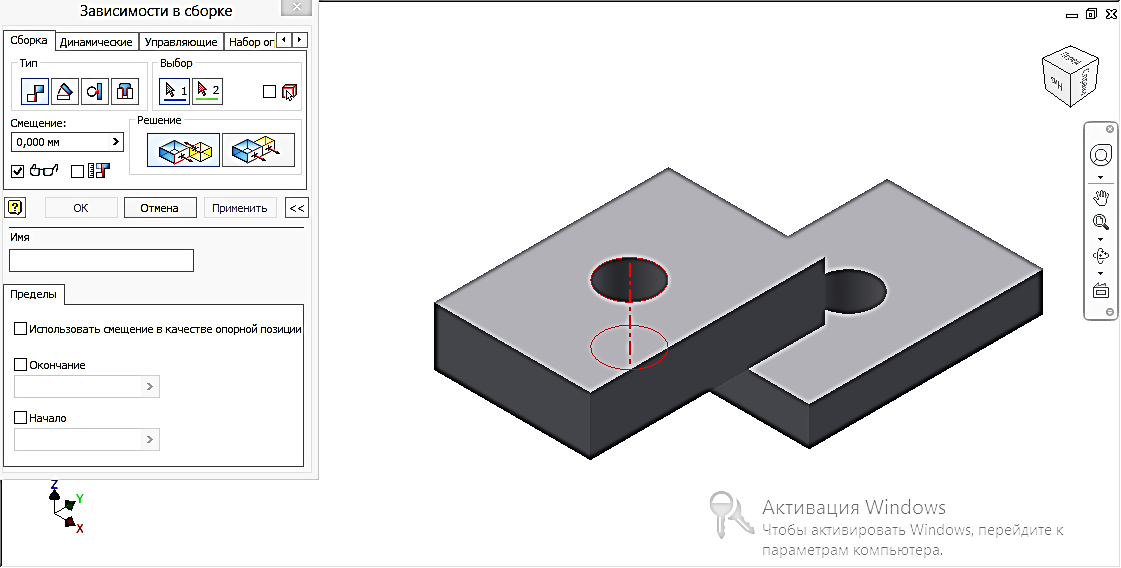 Зависимости в сборке
Сборка Динамические Управляющие Набор ог
Тип Выбор
1 2
Смещение: Решение
0,000 мм
ОК Отмена Применить <<
Имя
Пределы
Использовать смещение в качестве опорной позиции
Окончание
Начало
Z
Y
X
Активация Windows
Чтобы активировать Windows, перейдите к
параметрам компьютера.